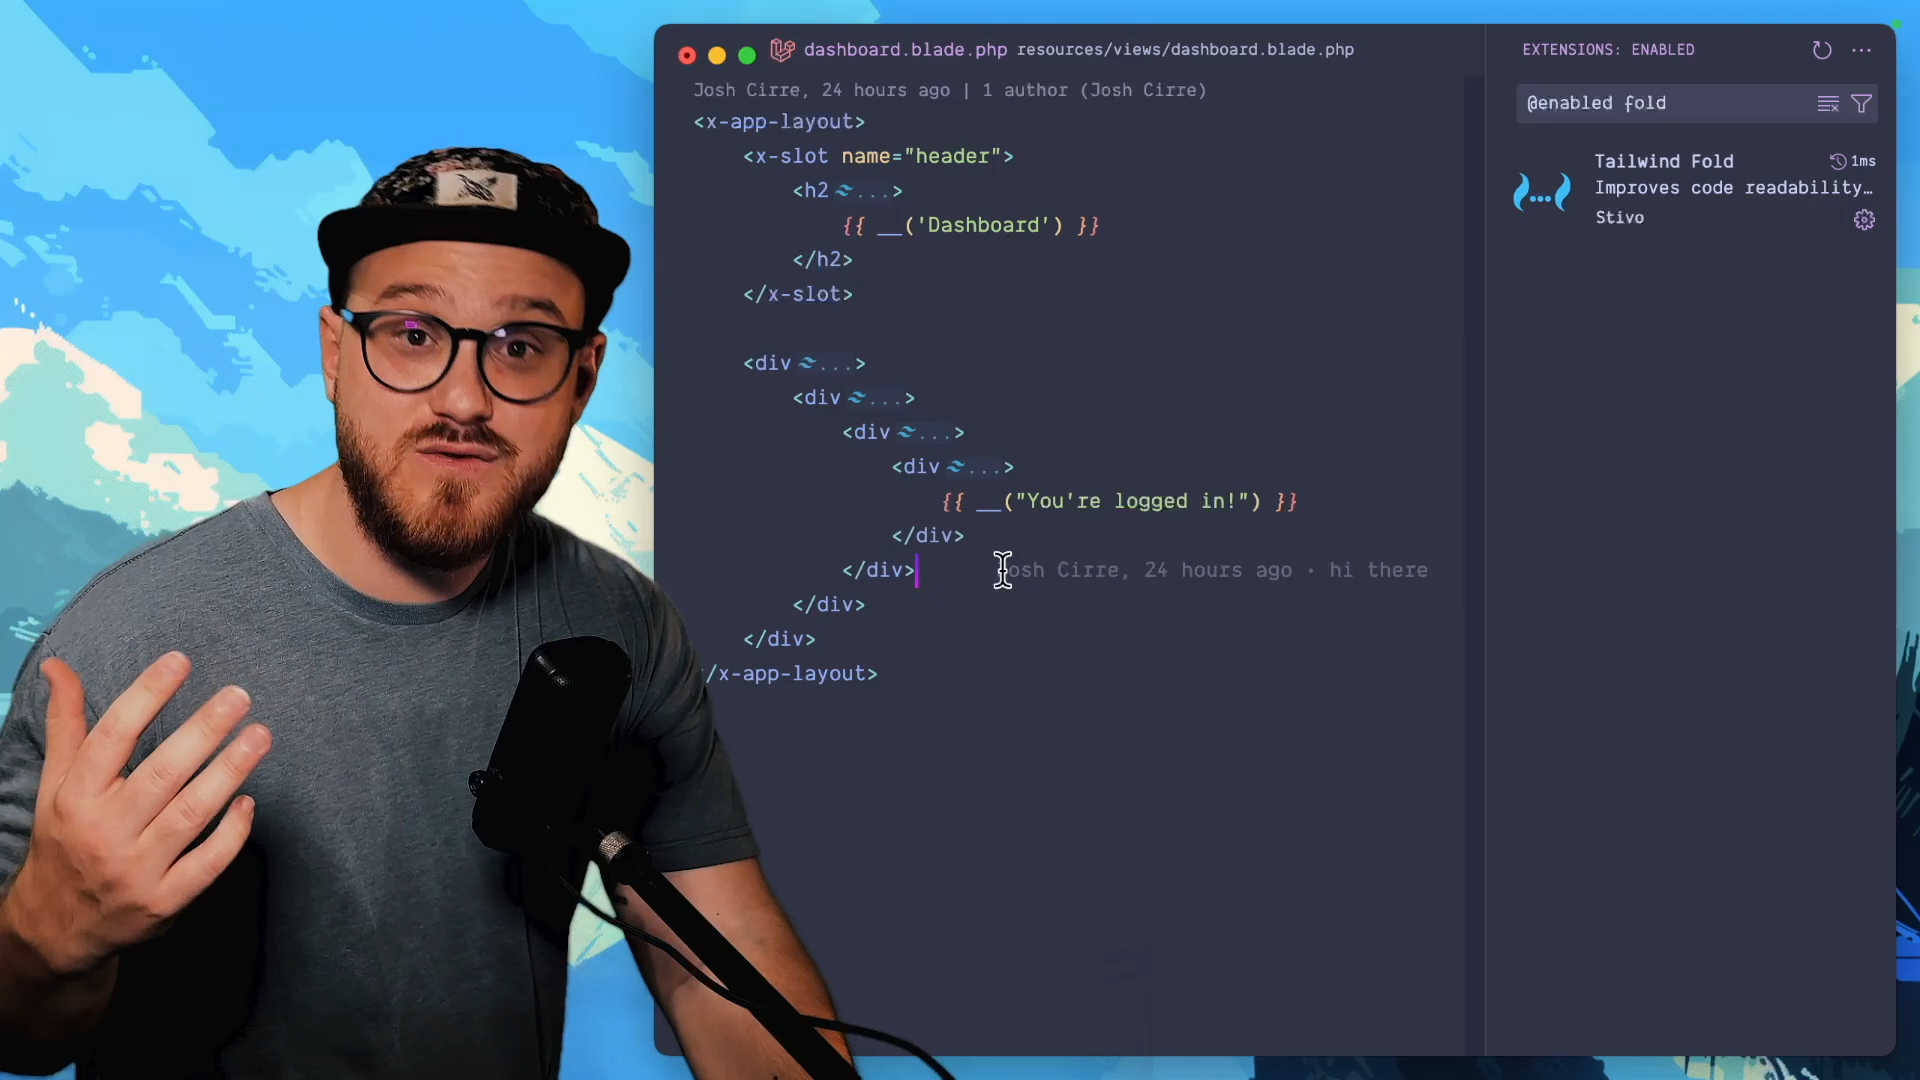 dashboard.blade.php resources/views/dashboard.blade.php
Josh Cirre, 24 hours ago | 1 author (Josh Cirre)
<x-app-layout>
<x-slot name="header">
<h2 ...>
{{ __('Dashboard') }}
</h2>
</x-slot>
<div ...>
<div ...>
<div ...>
<div ...>
{{ __("You're logged in!") }}
</div>
</div> osh Cirre, 24 hours ago · hi there
</div>
</div>
/x-app-layout>
EXTENSIONS: ENABLED
@enabled fold
Tailwind Fold 1ms
Improves code readability…
Stivo